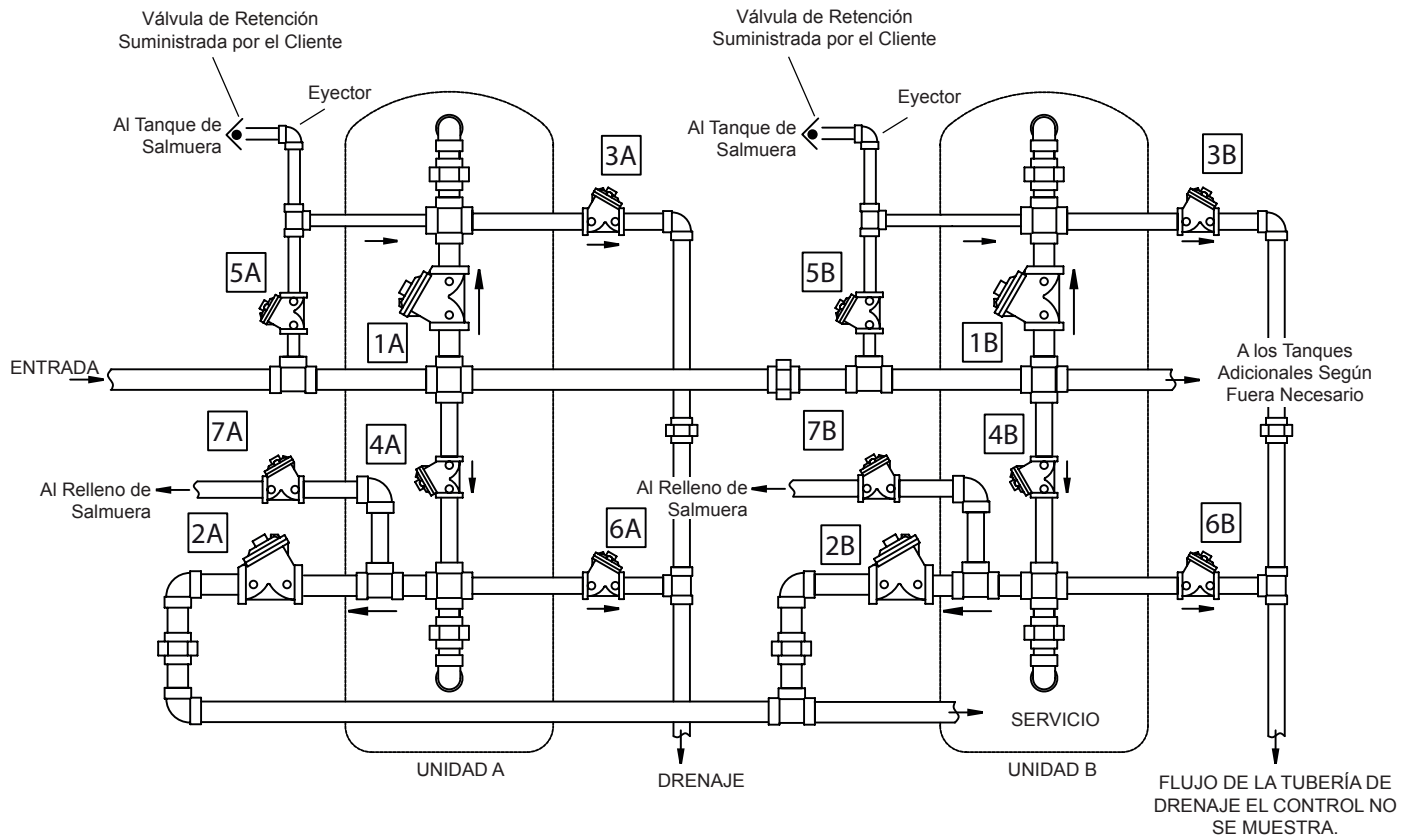 Válvula de Retención
Suministrada por el Cliente
Válvula de Retención
Suministrada por el Cliente
Eyector
Eyector
Al Tanque de
Salmuera
Al Tanque de
Salmuera
3A
3B
5A
5B
1A
1B
ENTRADA
A los Tanques
Adicionales Según
Fuera Necesario
7A
4A
7B
4B
Al Relleno de
Salmuera
Al Relleno de
Salmuera
2A
6A
2B
6B
SERVICIO
UNIDAD A
DRENAJE
UNIDAD B
FLUJO DE LA TUBERÍA DE
DRENAJE EL CONTROL NO
SE MUESTRA.